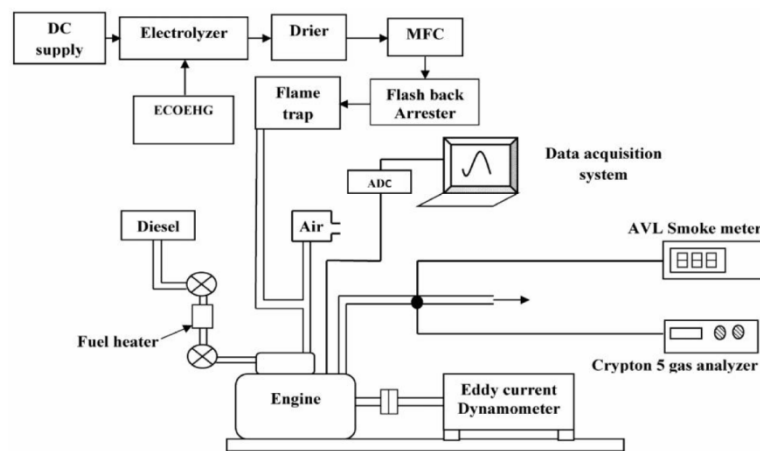 DC
supply
Electrolyzer
Drier
MFC
ECOEHG
Flame
trap
Flash back
Arrester
ADC
Data acquisition
system
Diesel
Air
AVL Smoke meter
Fuel heater
Crypton 5 gas analyzer
Engine
Eddy current
Dynamometer